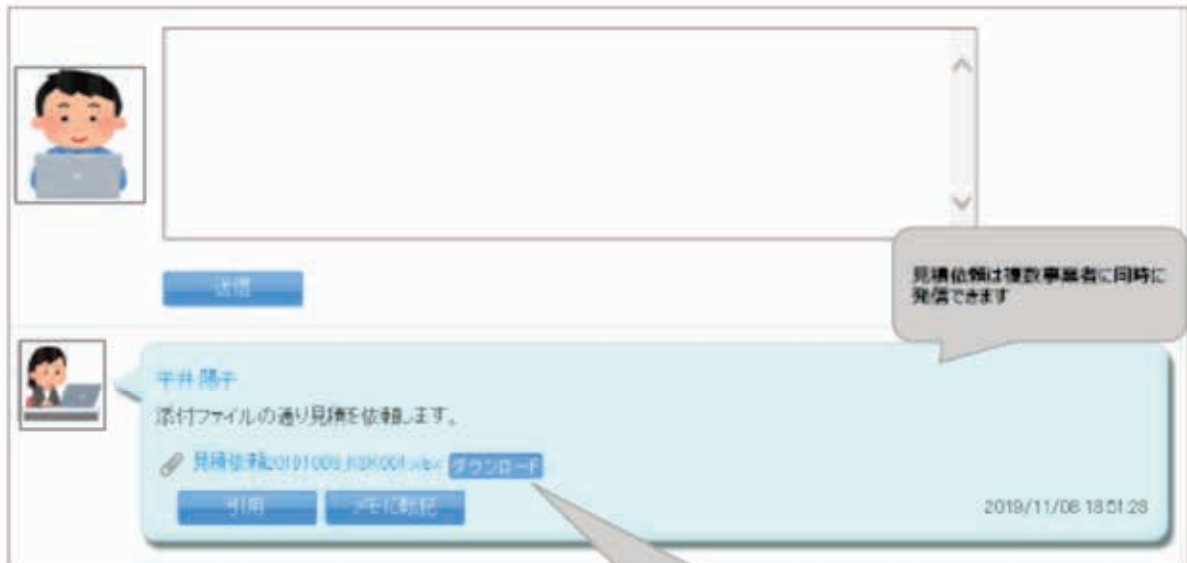 送信
見積依頼は複数事業者に同時に
発信できます
平井 陽子
添付ファイルの通り見積を依頼します。
ダウンロード
引用 メモに転記
2019/11/08 18:51:28